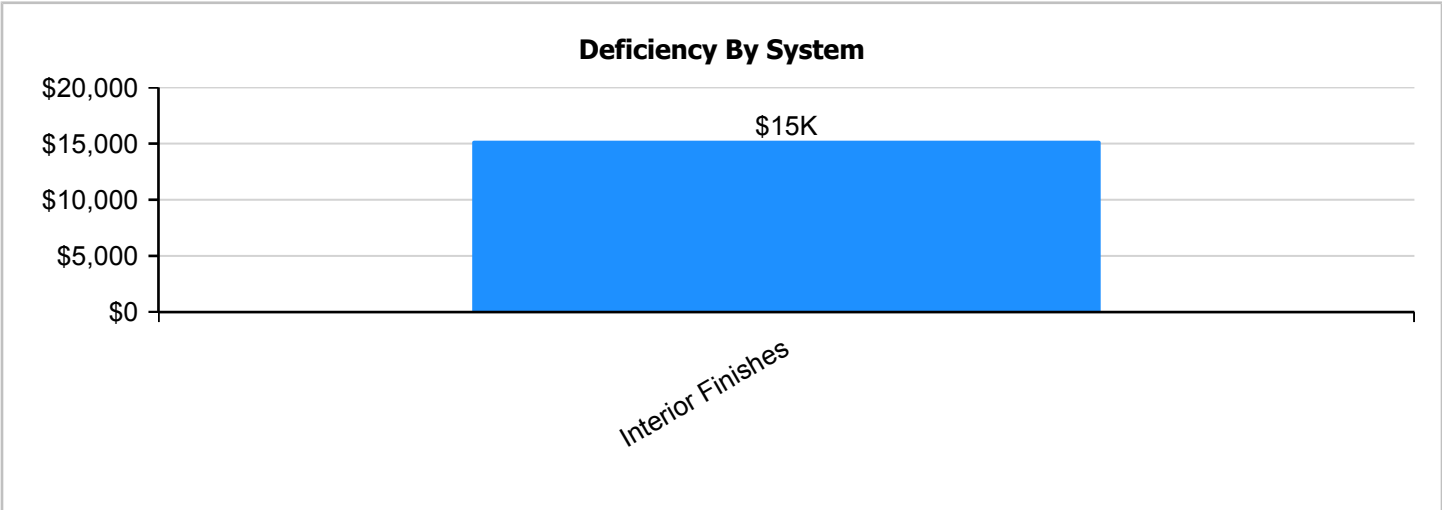 Deficiency By System
$20,000
$15K
$15,000
$10,000
$5,000
$0
Interior Finishes